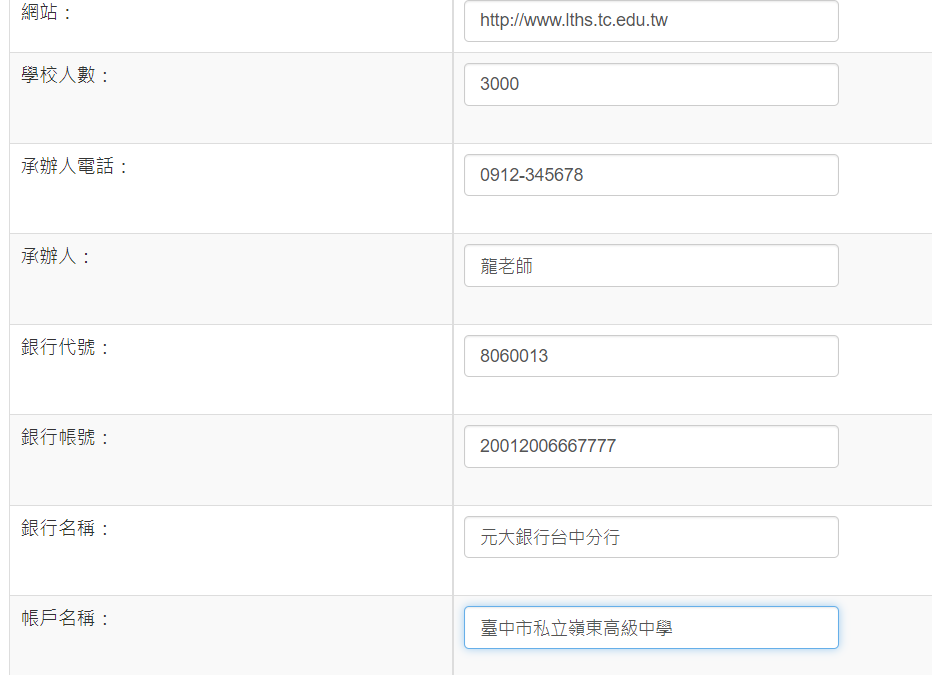 網站： http://www.lths.tc.edu.tw
學校人數： 3000
承辦人電話： 0912-345678
承辦人： 龍老師
銀行代號： 8060013
銀行帳號： 20012006667777
銀行名稱： 元大銀行台中分行
帳戶名稱： 臺中市私立嶺東高級中學